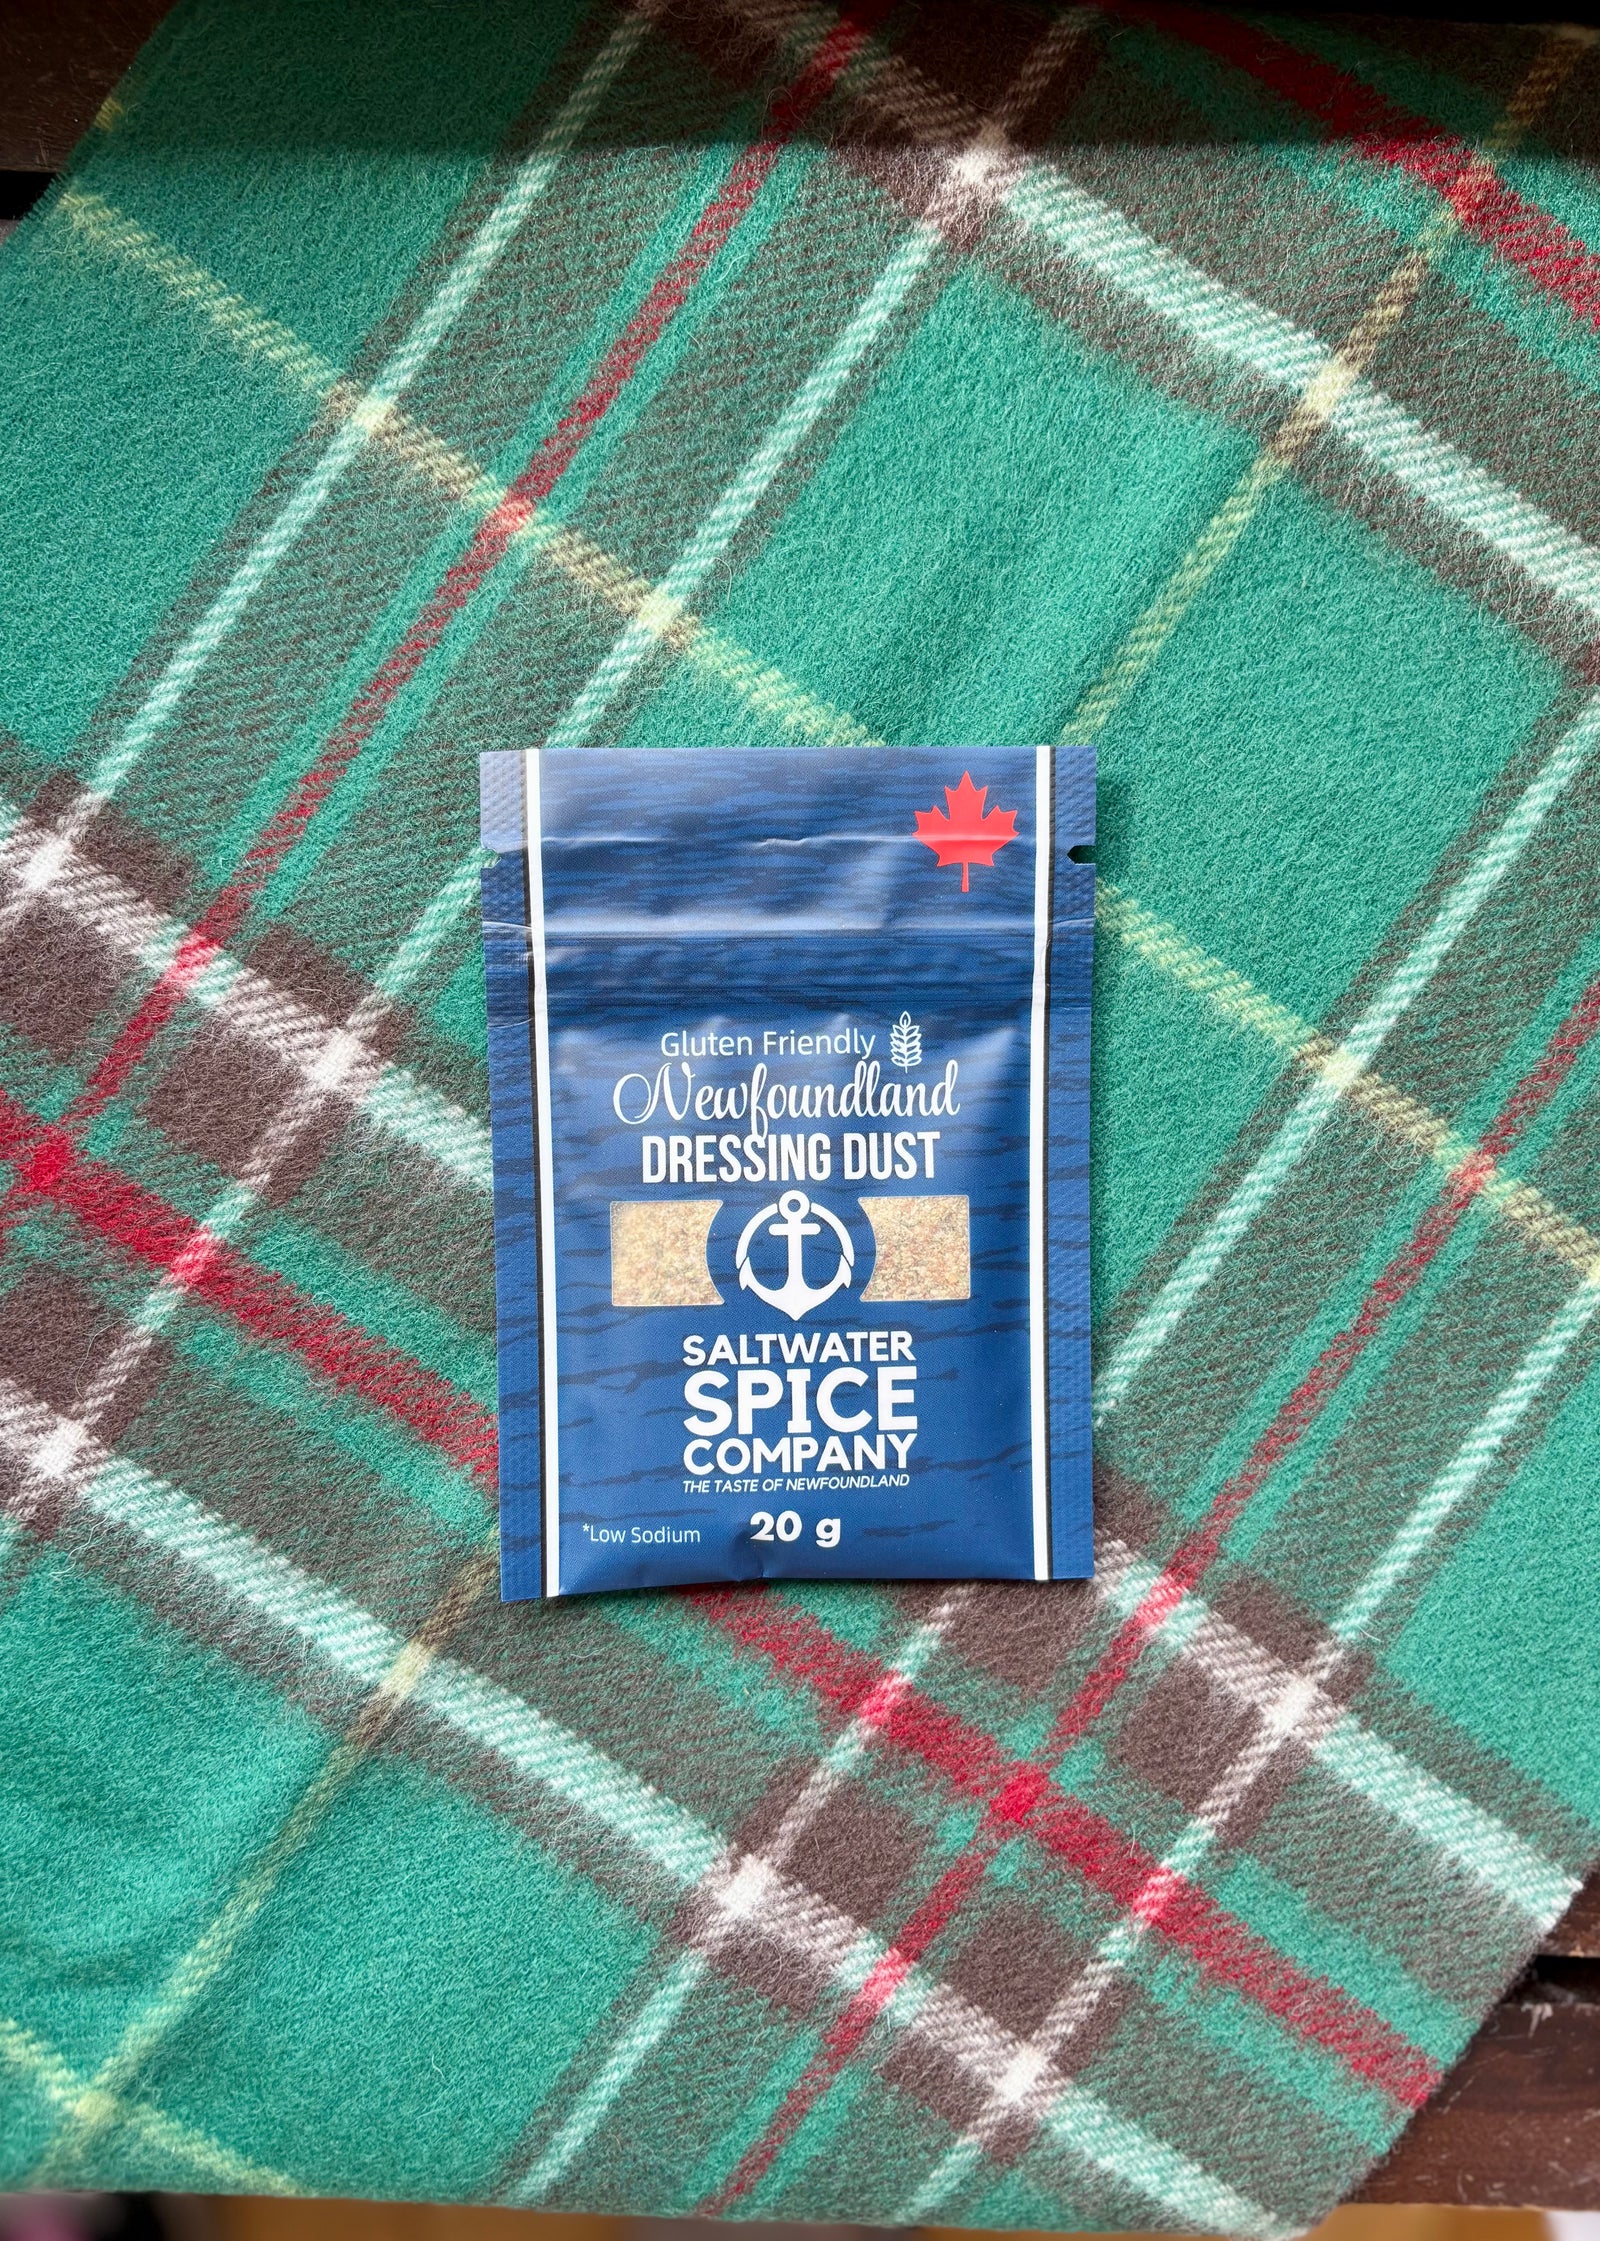 Gluten Friendly
Newfoundland
DRESSING DUST
SALTWATER
SPICE
COMPANY
THE TASTE OF NEWFOUNDLAND
*Low Sodium 20 g